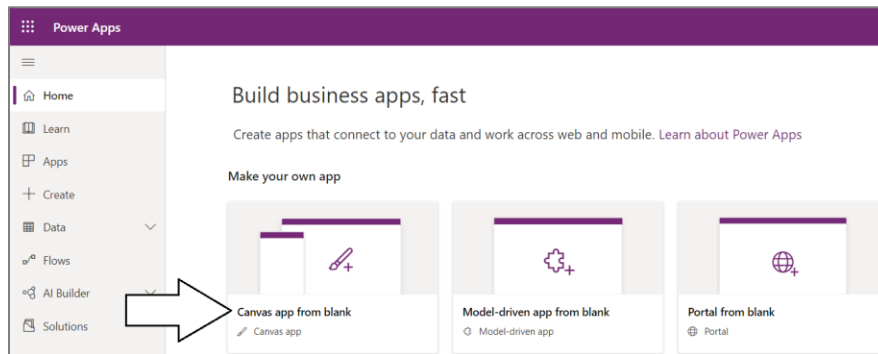 Power Apps
Home
Learn
Apps
Create
Data
Flows
AI Builder
Solutions
Build business apps, fast
Create apps that connect to your data and work across web and mobile. Learn about Power Apps
Make your own app
Canvas app from blank
Canvas app
Model-driven app from blank
Model-driven app
Portal from blank
Portal